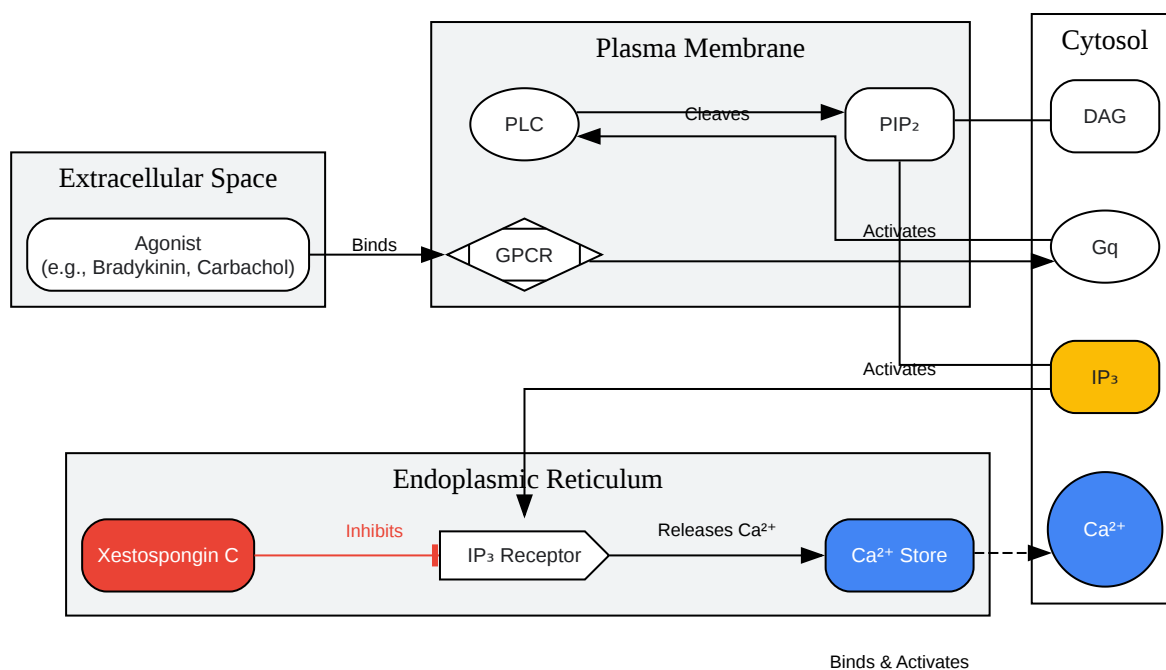 Plasma Membrane
Cytosol
PLC
Cleaves
PIP₂
DAG
Extracellular Space
Agonist
(e.g., Bradykinin, Carbachol)
Binds
GPCR
Activates
Gq
Activates
IP₃
Endoplasmic Reticulum
Xestospongin C
Inhibits
IP₃ Receptor
Releases Ca²⁺
Ca²⁺ Store
Ca²⁺
Binds & Activates